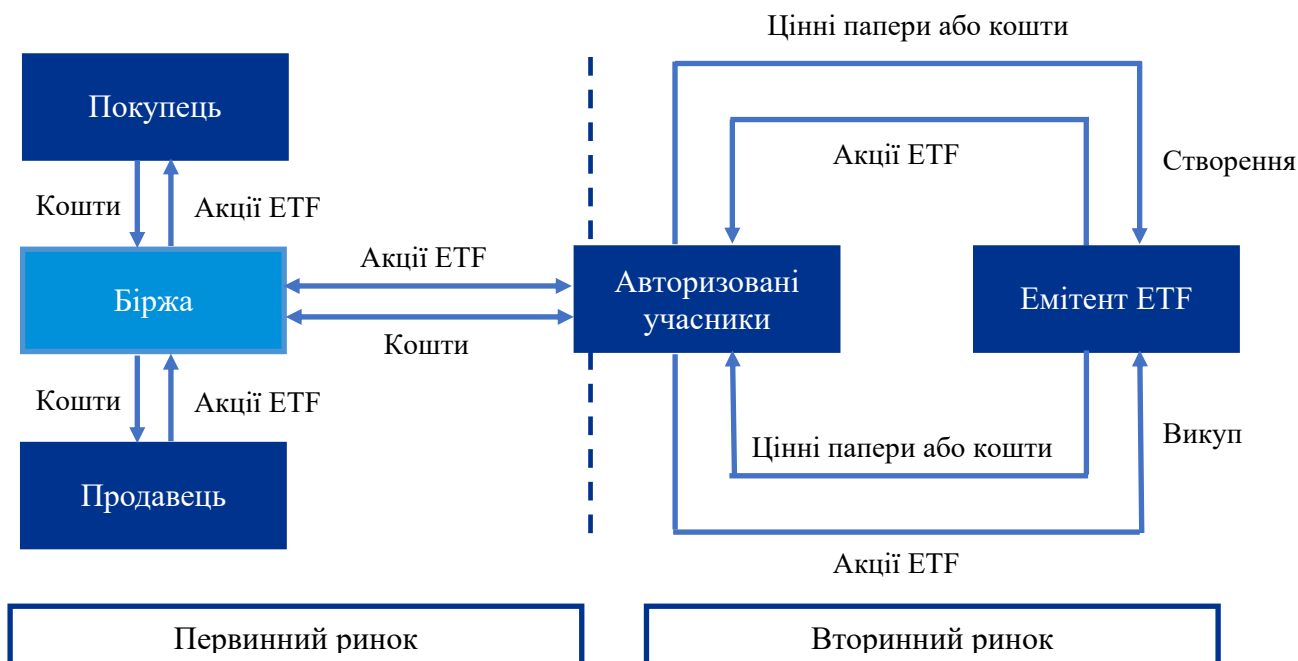 Цінні папери або кошти
Покупець
Акції ETF
Створення
Кошти
Акції ETF
Акції ETF
Біржа
Авторизовані
учасники
Емітент ETF
Кошти
Кошти
Акції ETF
Цінні папери або кошти
Викуп
Продавець
Акції ETF
Первинний ринок
Вторинний ринок